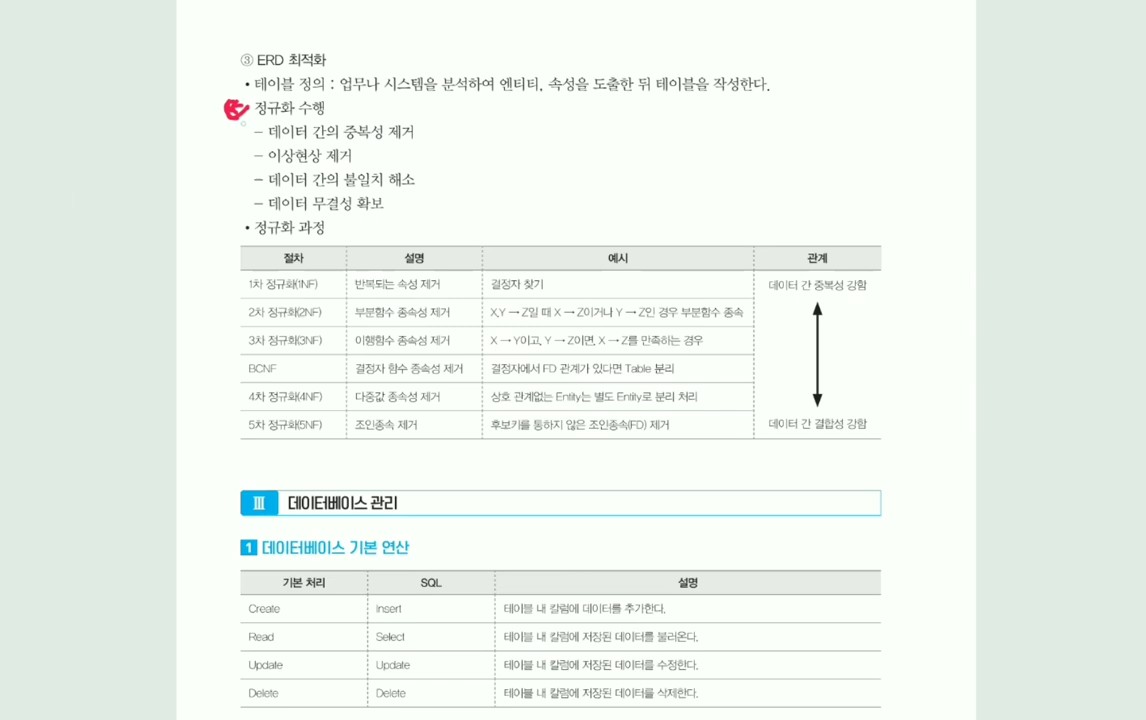 ③ ERD 최적화
• 테이블 정의 : 업무나 시스템을 분석하여 엔티티, 속성을 도출한 뒤 테이블을 작성한다.
정규화 수행
– 데이터 간의 중복성 제거
– 이상현상 제거
– 데이터 간의 불일치 해소
– 데이터 무결성 확보
• 정규화 과정
절차 설명 예시 관계
1차 정규화(1NF) 반복되는 속성 제거 결정자 찾기 데이터 간 중복성 강함
2차 정규화(2NF) 부분함수 종속성 제거 X,Y → Z일 때 X → Z이거나 Y → Z인 경우 부분함수 종속
3차 정규화(3NF) 이행함수 종속성 제거 X → Y이고, Y → Z이면, X → Z를 만족하는 경우
BCNF 결정자 함수 종속성 제거 결정자에서 FD 관계가 있다면 Table 분리
4차 정규화(4NF) 다중값 종속성 제거 상호 관계없는 Entity는 별도 Entity로 분리 처리
5차 정규화(5NF) 조인종속 제거 후보키를 통하지 않은 조인종속(FD) 제거 데이터 간 결합성 강함
Ⅲ 데이터베이스 관리
1 데이터베이스 기본 연산
기본 처리 SQL 설명
Create Insert 테이블 내 칼럼에 데이터를 추가한다.
Read Select 테이블 내 칼럼에 저장된 데이터를 불러온다.
Update Update 테이블 내 칼럼에 저장된 데이터를 수정한다.
Delete Delete 테이블 내 칼럼에 저장된 데이터를 삭제한다.